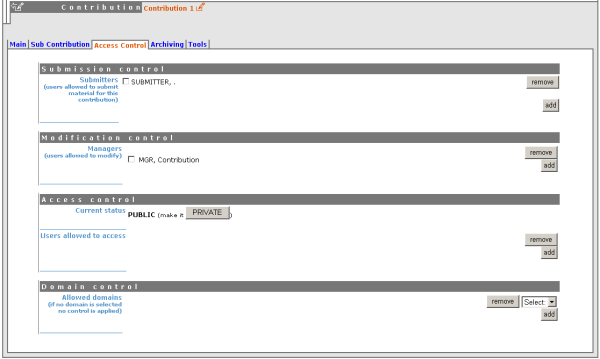 Contribution Contribution 1
Main Sub Contribution Access Control Archiving Tools
Submission control
Submitters
(users allowed to submit
material for this
contribution)
SUBMITTER, .
remove
add
Modification control
Managers
(users allowed to modify)
MGR, Contribution
remove
add
Access control
Current status PUBLIC (make it PRIVATE )
Users allowed to access
remove
add
Domain control
Allowed domains
(if no domain is selected
no control is applied)
remove Select:
add